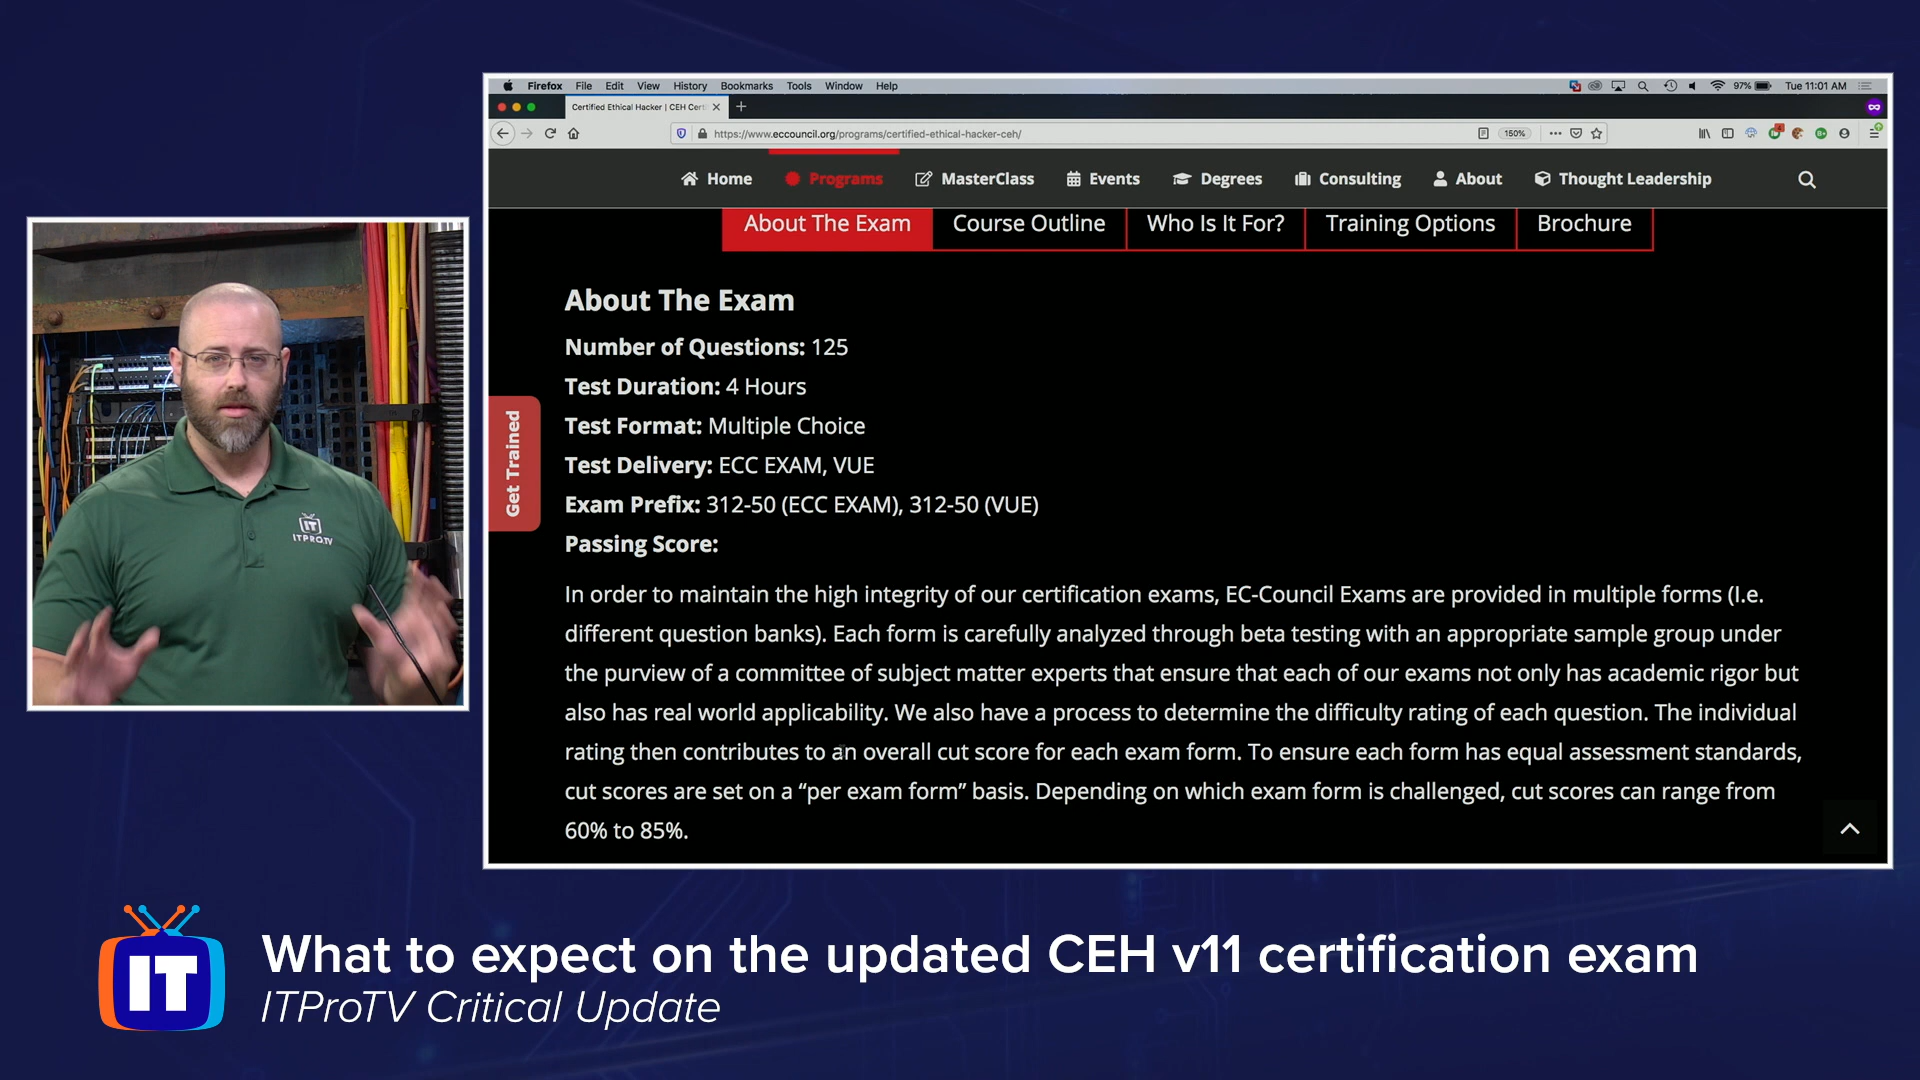 Firefox File Edit View History Bookmarks Tools Window Help 97% Tue 11:01 AM
Certified Ethical Hacker | CEH Cert
https://www.eccouncil.org/programs/certified-ethical-hacker-ceh/ 150%
Home Programs MasterClass Events Degrees Consulting About Thought Leadership
About The Exam Course Outline Who Is It For? Training Options Brochure
About The Exam
Number of Questions: 125
Test Duration: 4 Hours
Test Format: Multiple Choice
Test Delivery: ECC EXAM, VUE
Exam Prefix: 312-50 (ECC EXAM), 312-50 (VUE)
Passing Score:
In order to maintain the high integrity of our certification exams, EC-Council Exams are provided in multiple forms (I.e.
different question banks). Each form is carefully analyzed through beta testing with an appropriate sample group under
the purview of a committee of subject matter experts that ensure that each of our exams not only has academic rigor but
also has real world applicability. We also have a process to determine the difficulty rating of each question. The individual
rating then contributes to an overall cut score for each exam form. To ensure each form has equal assessment standards,
cut scores are set on a “per exam form” basis. Depending on which exam form is challenged, cut scores can range from
60% to 85%.
Get Trained
IT
ITPRO.TV
IT
What to expect on the updated CEH v11 certification exam
ITProTV Critical Update